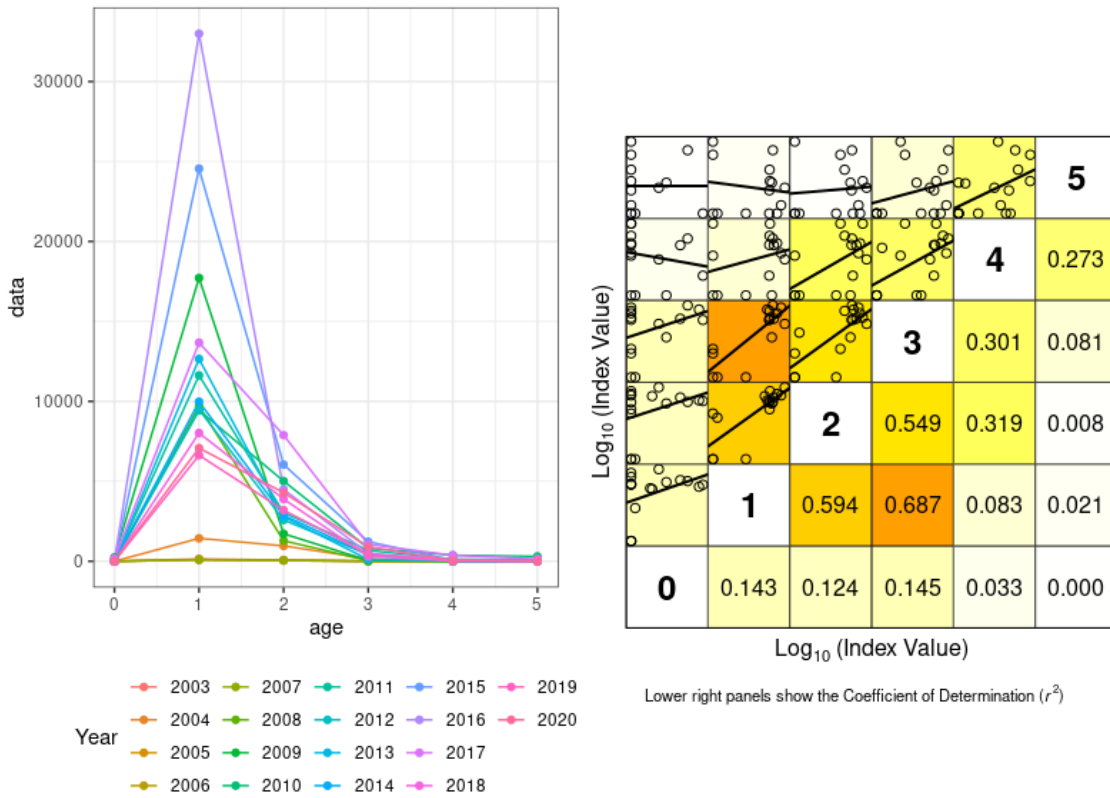 30000
20000
10000
0
data
0 1 2 3 4 5
age
Year
2003 2007 2011 2015 2019
2004 2008 2012 2016 2020
2005 2009 2013 2017
2006 2010 2014 2018
Log10 (Index Value)
5
4 0.273
3 0.301 0.081
2 0.549 0.319 0.008
1 0.594 0.687 0.083 0.021
0 0.143 0.124 0.145 0.033 0.000
Log10 (Index Value)
Lower right panels show the Coefficient of Determination (r²)